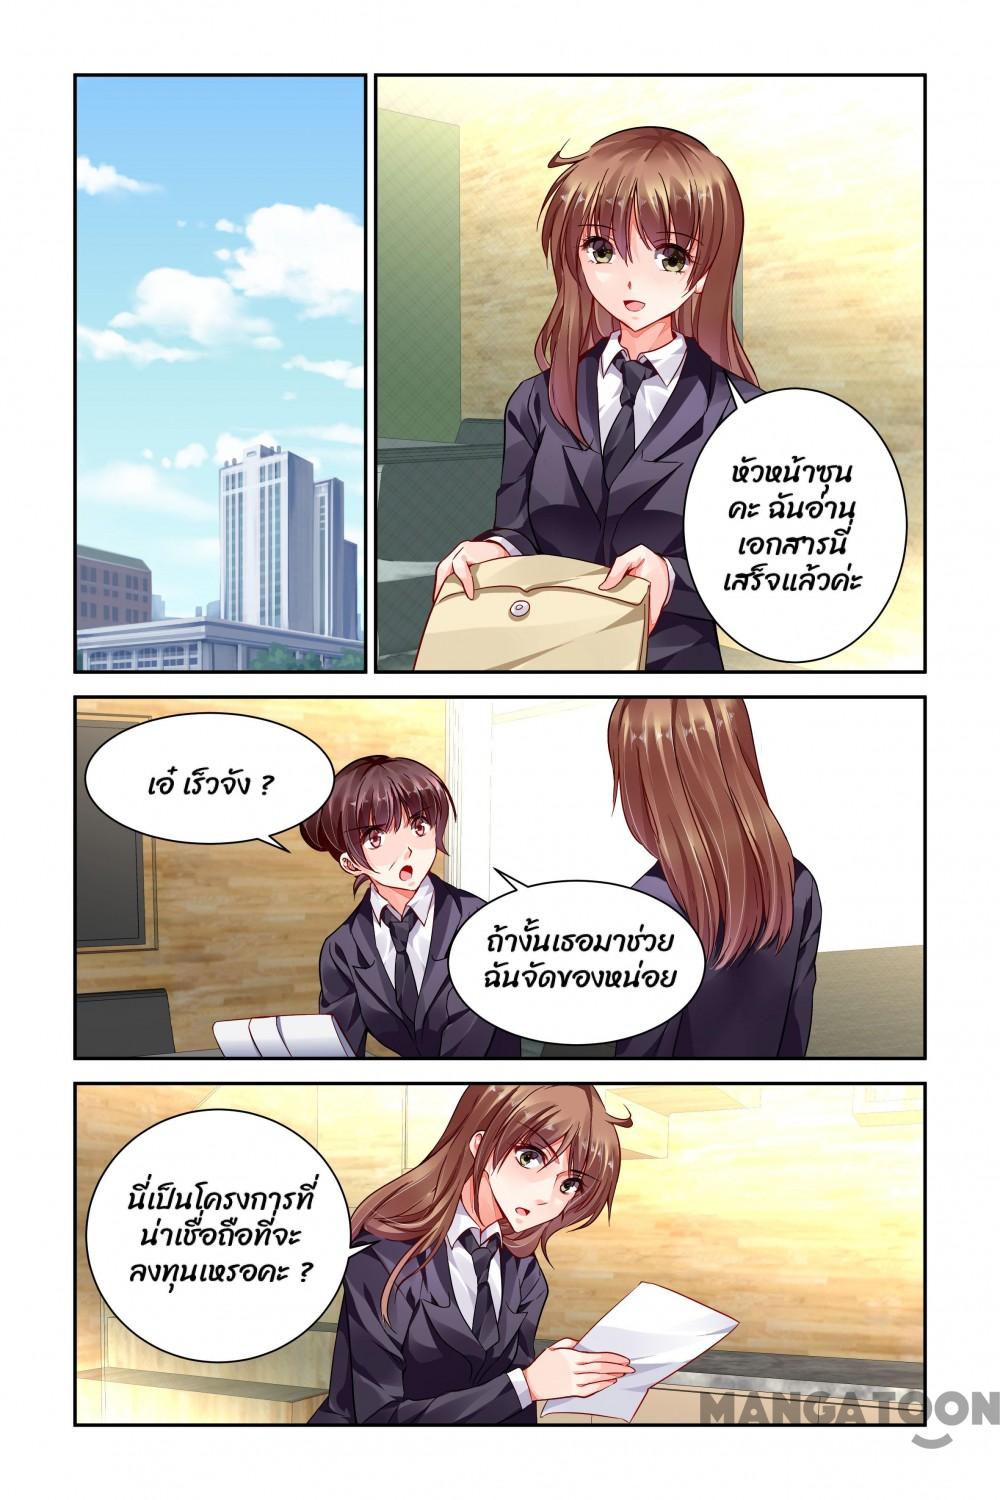 หัวหน้าซุน
คะ ฉันอ่าน
เอกสารนี้
เสร็จแล้วค่ะ
เอ๋ เร็วจัง ?
ถ้างั้นเธอมาช่วย
ฉันจัดของหน่อย
นี่เป็นโครงการที่
น่าเชื่อถือที่จะ
ลงทุนเหรอคะ ?
MANGATOON